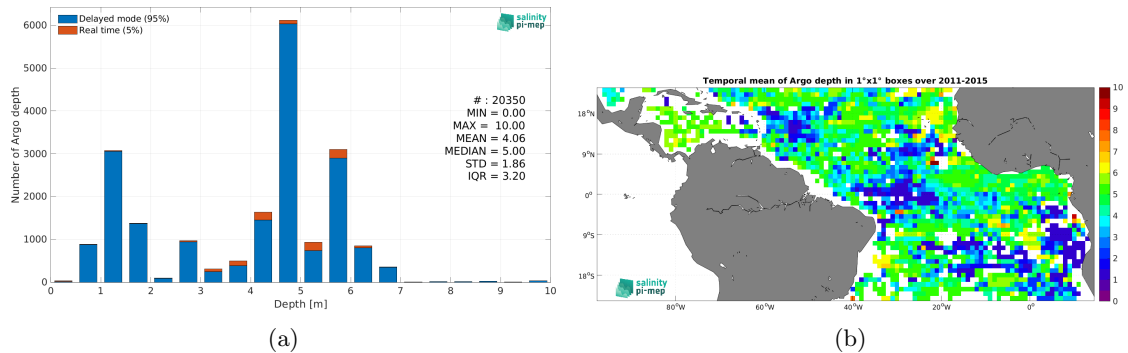 Delayed mode (95%)
Real time (5%)
salinity
pi-mep
# : 20350
MIN = 0.00
MAX = 10.00
MEAN = 4.06
MEDIAN = 5.00
STD = 1.86
IQR = 3.20
Number of Argo depth
6000
5000
4000
3000
2000
1000
0
0 1 2 3 4 5 6 7 8 9 10
Depth [m]
(a)
Temporal mean of Argo depth in 1°x1° boxes over 2011-2015
18°N
9°N
0°
9°S
18°S
80°W 60°W 40°W 20°W 0°
salinity
pi-mep
10
9
8
7
6
5
4
3
2
1
0
(b)